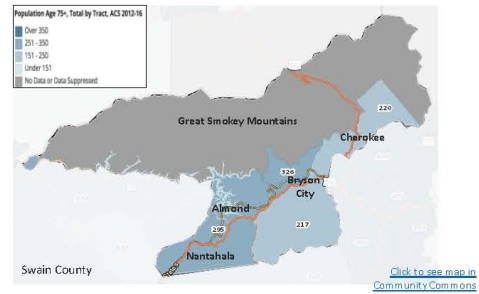 Population Age 75+, Total by Tract, ACS 2012-16
Over 350
251 - 350
151 - 250
Under 151
No Data or Data Suppressed
220
Great Smokey Mountains
Cherokee
326
Bryson
City
Almond
295
217
Nantahala
Swain County
Click to see map in
Community Commons